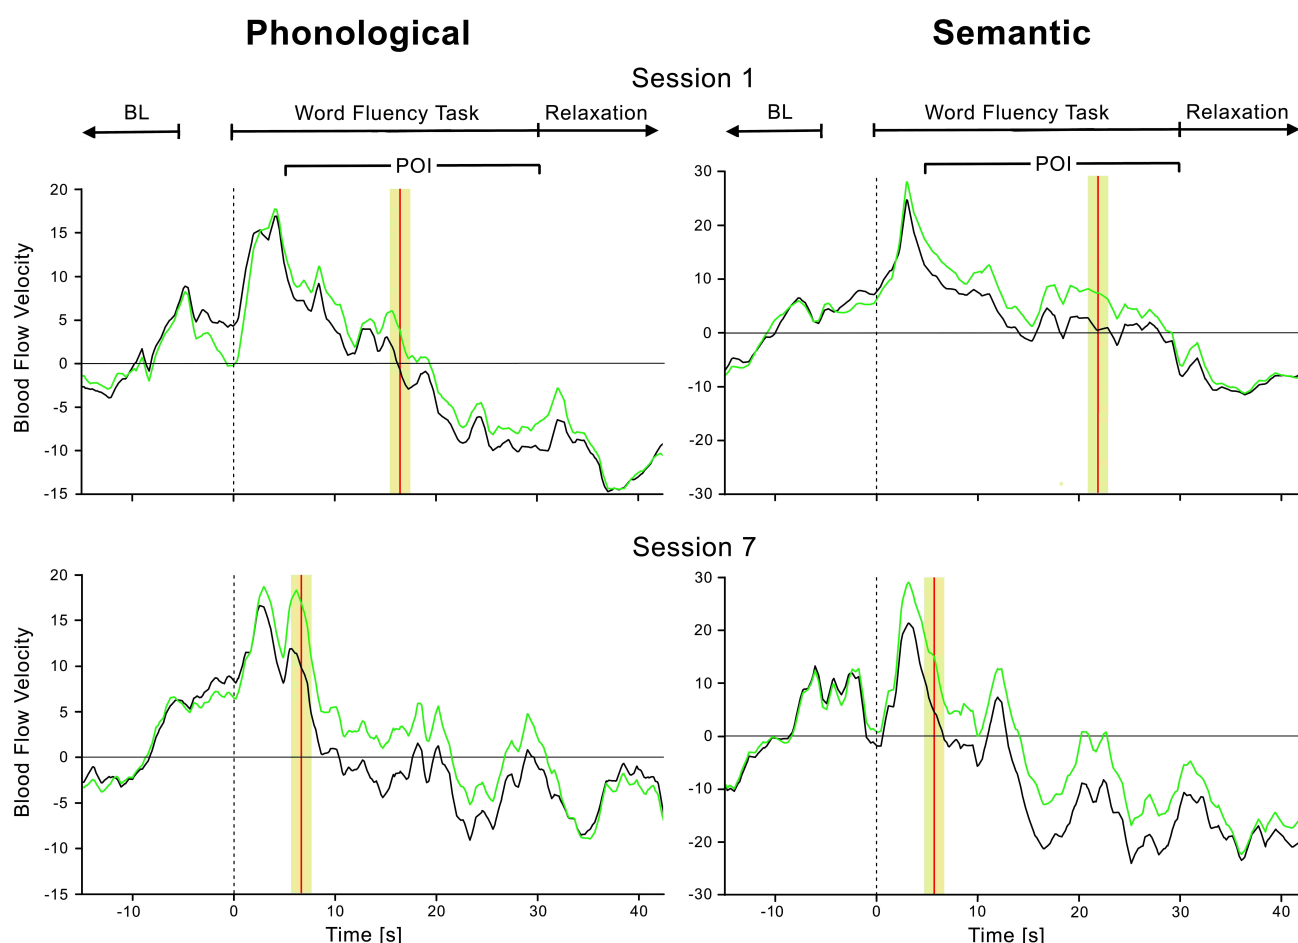 Phonological Semantic
Session 1
BL Word Fluency Task Relaxation BL Word Fluency Task Relaxation
POI POI
Blood Flow Velocity
20
15
10
5
0
-5
-10
-15
30
20
10
0
-10
-20
-30
Session 7
Blood Flow Velocity
20
15
10
5
0
-5
-10
-15
-10 0 10 20 30 40
Time [s]
30
20
10
0
-10
-20
-30
-10 0 10 20 30 40
Time [s]